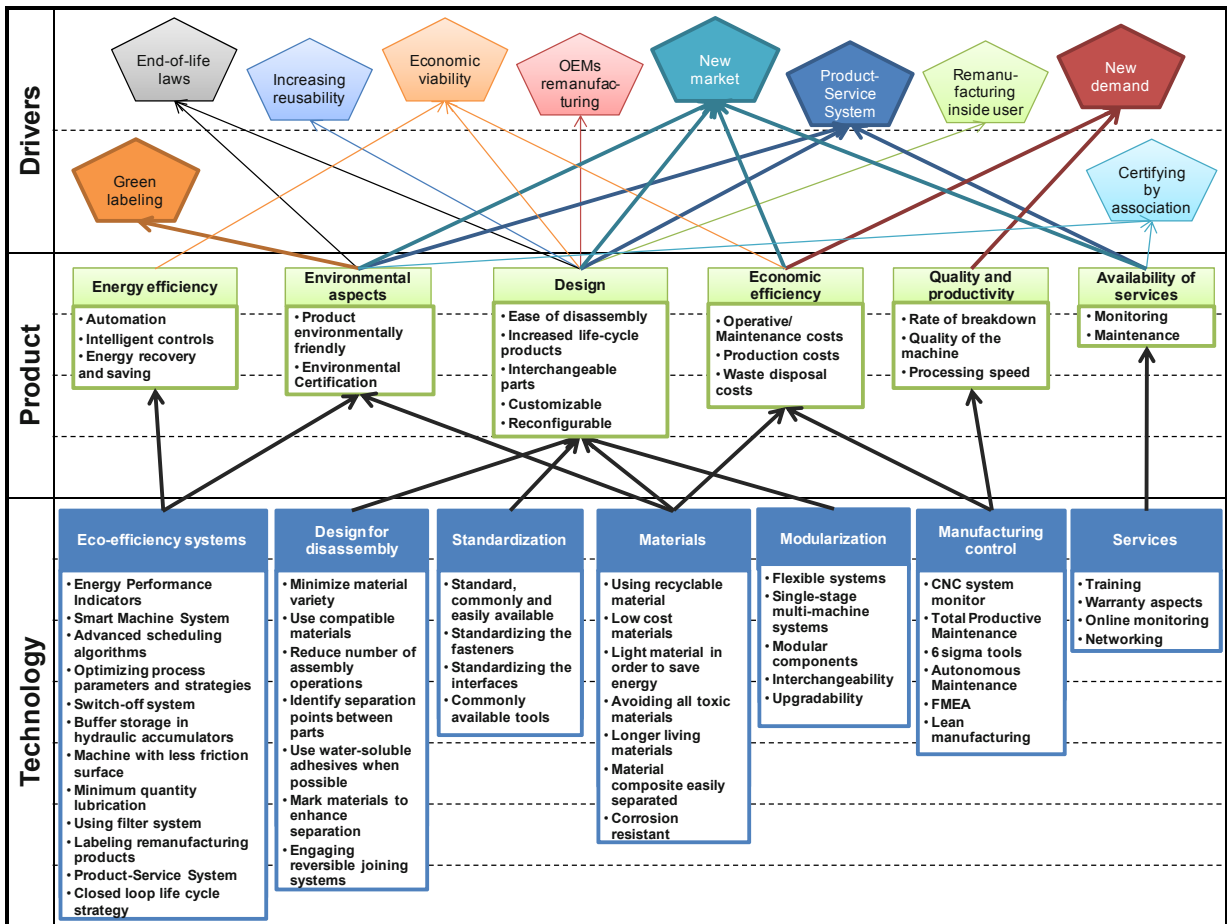 Drivers
End-of-life
laws
Increasing
reusability
Economic
viability
OEMs
remanufac-
turing
New
market
Product-
Service
System
Remanu-
facturing
inside user
New
demand
Green
labeling
Certifying
by
association
Product
Energy efficiency
• Automation
• Intelligent controls
• Energy recovery
and saving
Environmental
aspects
• Product
environmentally
friendly
• Environmental
Certification
Design
• Ease of disassembly
• Increased life-cycle
products
• Interchangeable
parts
• Customizable
• Reconfigurable
Economic
efficiency
• Operative/
Maintenance costs
• Production costs
• Waste disposal
costs
Quality and
productivity
• Rate of breakdown
• Quality of the
machine
• Processing speed
Availability of
services
• Monitoring
• Maintenance
Technology
Eco-efficiency systems
• Energy Performance
Indicators
• Smart Machine System
• Advanced scheduling
algorithms
• Optimizing process
parameters and strategies
• Switch-off system
• Buffer storage in
hydraulic accumulators
• Machine with less friction
surface
• Minimum quantity
lubrication
• Using filter system
• Labeling remanufacturing
products
• Product-Service System
• Closed loop life cycle
strategy
Design for
disassembly
• Minimize material
variety
• Use compatible
materials
• Reduce number of
assembly
operations
• Identify separation
points between
parts
• Use water-soluble
adhesives when
possible
• Mark materials to
enhance
separation
• Engaging
reversible joining
systems
Standardization
• Standard,
commonly and
easily available
• Standardizing the
fasteners
• Standardizing the
interfaces
• Commonly
available tools
Materials
• Using recyclable
material
• Low cost
materials
• Light material in
order to save
energy
• Avoiding all toxic
materials
• Longer living
materials
• Material
composite easily
separated
• Corrosion
resistant
Modularization
• Flexible systems
• Single-stage
multi-machine
systems
• Modular
components
• Interchangeability
• Upgradability
Manufacturing
control
• CNC system
monitor
• Total Productive
Maintenance
• 6 sigma tools
• Autonomous
Maintenance
• FMEA
• Lean
manufacturing
Services
• Training
• Warranty aspects
• Online monitoring
• Networking